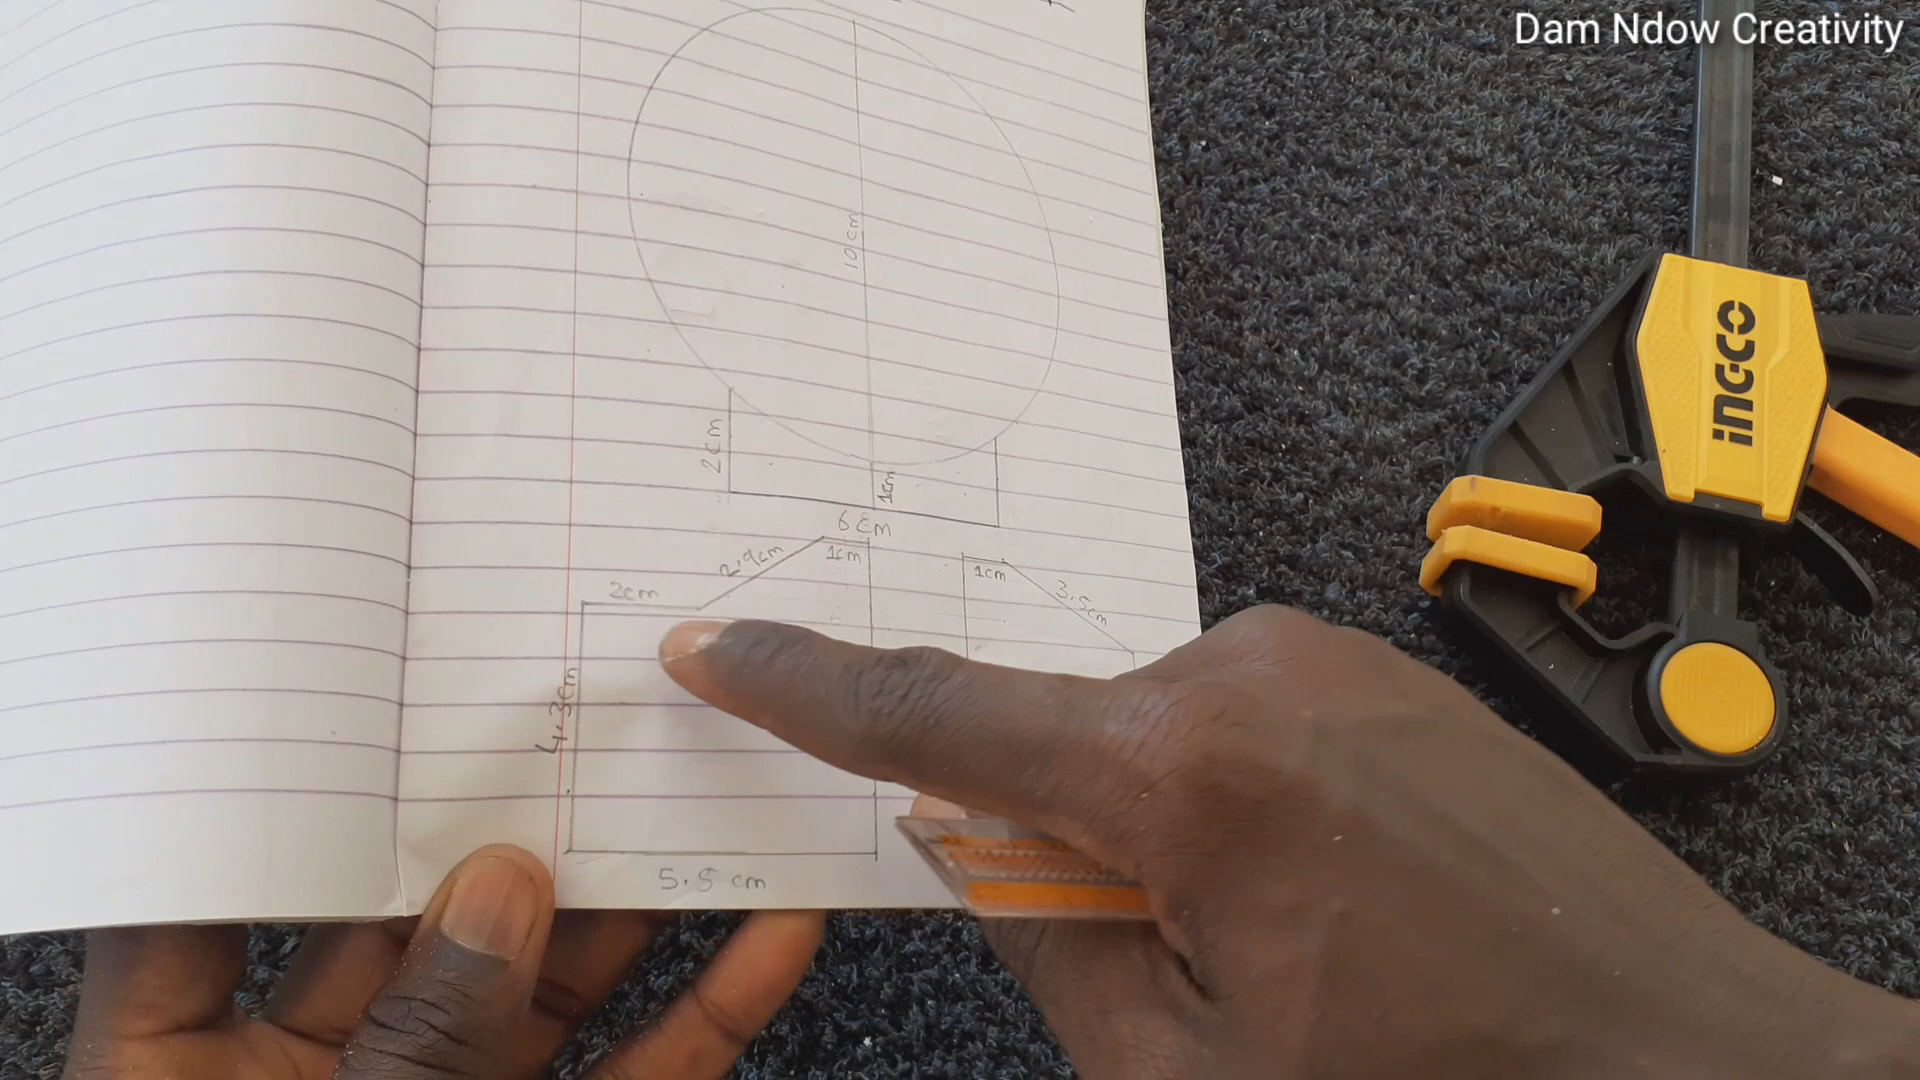 Dam Ndow Creativity
10cm
INGCO
2cm
1cm
6cm
2.9cm
1cm
1cm
2cm
3.5cm
4.3cm
5.5 cm